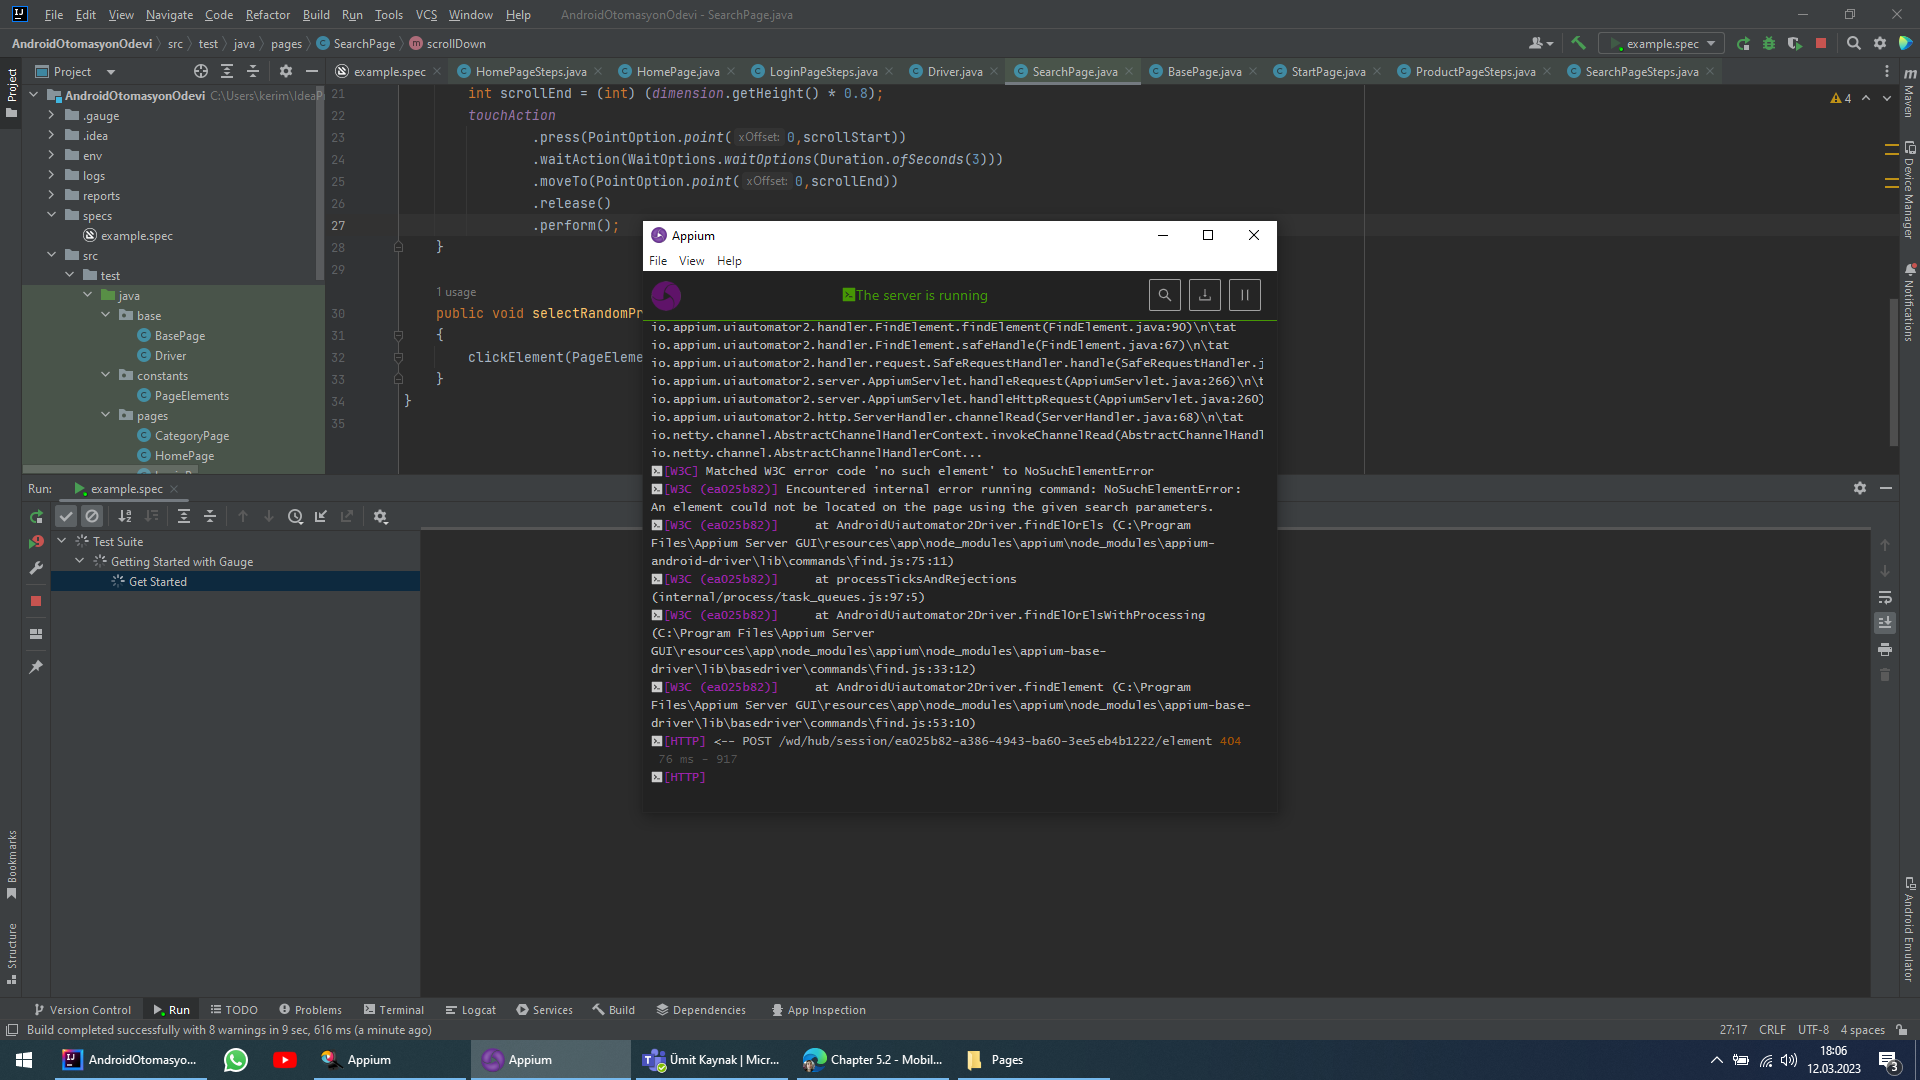 File Edit View Navigate Code Refactor Build Run Tools VCS Window Help AndroidOtomasyonOdevi - SearchPage.java
AndroidOtomasyonOdevi src test java pages SearchPage scrollDown
example.spec
Project
example.spec HomePageSteps.java HomePage.java LoginPageSteps.java Driver.java SearchPage.java BasePage.java StartPage.java ProductPageSteps.java SearchPageSteps.java
Project
Maven
Device Manager
Notifications
Android Emulator
Bookmarks
Structure
AndroidOtomasyonOdevi C:\Users\kerim\IdeaPr
.gauge
.idea
env
logs
reports
specs
example.spec
src
test
java
base
BasePage
Driver
constants
PageElements
pages
CategoryPage
HomePage
4
21 int scrollEnd = (int) (dimension.getHeight() * 0.8);
22 touchAction
23 .press(PointOption.point( xOffset: 0,scrollStart))
24 .waitAction(WaitOptions.waitOptions(Duration.ofSeconds(3)))
25 .moveTo(PointOption.point( xOffset: 0,scrollEnd))
26 .release()
27 .perform();
28 }
29
1 usage
30 public void selectRandomPr
31 {
32 clickElement(PageEleme
33 }
34 }
35
Appium
File View Help
The server is running
io.appium.uiautomator2.handler.FindElement.findElement(FindElement.java:90)\n\tat
io.appium.uiautomator2.handler.FindElement.safeHandle(FindElement.java:67)\n\tat
io.appium.uiautomator2.handler.request.SafeRequestHandler.handle(SafeRequestHandler.j
io.appium.uiautomator2.server.AppiumServlet.handleRequest(AppiumServlet.java:266)\n\t
io.appium.uiautomator2.server.AppiumServlet.handleHttpRequest(AppiumServlet.java:260)
io.appium.uiautomator2.http.ServerHandler.channelRead(ServerHandler.java:68)\n\tat
io.netty.channel.AbstractChannelHandlerContext.invokeChannelRead(AbstractChannelHandl
io.netty.channel.AbstractChannelHandlerCont...
[W3C] Matched W3C error code 'no such element' to NoSuchElementError
[W3C (ea025b82)] Encountered internal error running command: NoSuchElementError:
An element could not be located on the page using the given search parameters.
[W3C (ea025b82)] at AndroidUiautomator2Driver.findElOrEls (C:\Program
Files\Appium Server GUI\resources\app\node_modules\appium\node_modules\appium-
android-driver\lib\commands\find.js:75:11)
[W3C (ea025b82)] at processTicksAndRejections
(internal/process/task_queues.js:97:5)
[W3C (ea025b82)] at AndroidUiautomator2Driver.findElOrElsWithProcessing
(C:\Program Files\Appium Server
GUI\resources\app\node_modules\appium\node_modules\appium-base-
driver\lib\basedriver\commands\find.js:33:12)
[W3C (ea025b82)] at AndroidUiautomator2Driver.findElement (C:\Program
Files\Appium Server GUI\resources\app\node_modules\appium\node_modules\appium-base-
driver\lib\basedriver\commands\find.js:53:10)
[HTTP] <-- POST /wd/hub/session/ea025b82-a386-4943-ba60-3ee5eb4b1222/element 404
76 ms - 917
[HTTP]
Run: example.spec
Test Suite
Getting Started with Gauge
Get Started
Version Control Run TODO Problems Terminal Logcat Services Build Dependencies App Inspection
Build completed successfully with 8 warnings in 9 sec, 616 ms (a minute ago) 27:17 CRLF UTF-8 4 spaces
AndroidOtomasyo... Appium Appium Ümit Kaynak | Micr... Chapter 5.2 - Mobil... Pages
18:06
12.03.2023
3